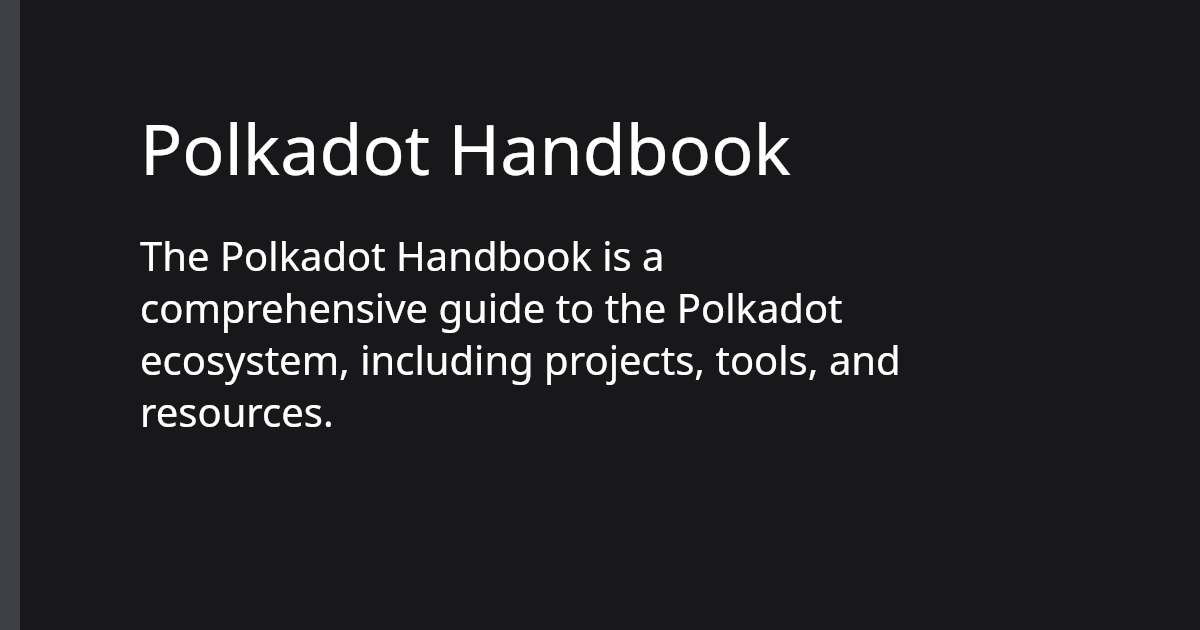 Polkadot Handbook
The Polkadot Handbook is a
comprehensive guide to the Polkadot
ecosystem, including projects, tools, and
resources.